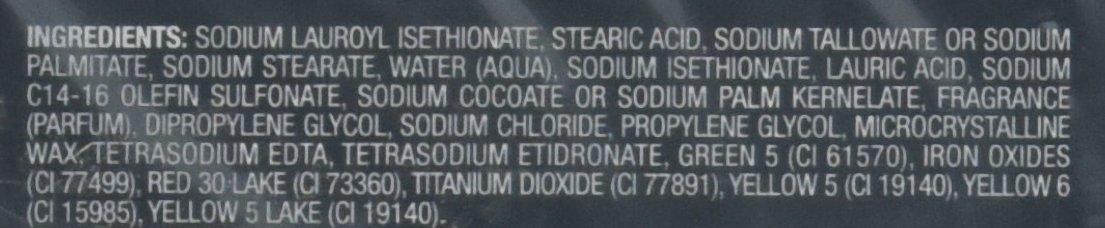 INGREDIENTS: SODIUM LAUROYL ISETHIONATE, STEARIC ACID, SODIUM TALLOWATE OR SODIUM
PALMITATE, SODIUM STEARATE, WATER (AQUA), SODIUM ISETHIONATE, LAURIC ACID, SODIUM
C14-16 OLEFIN SULFONATE, SODIUM COCOATE OR SODIUM PALM KERNELATE, FRAGRANCE
(PARFUM), DIPROPYLENE GLYCOL, SODIUM CHLORIDE, PROPYLENE GLYCOL, MICROCRYSTALLINE
WAX, TETRASODIUM EDTA, TETRASODIUM ETIDRONATE, GREEN 5 (CI 61570), IRON OXIDES
(CI 77499), RED 30 LAKE (CI 73360), TITANIUM DIOXIDE (CI 77891), YELLOW 5 (CI 19140), YELLOW 6
(CI 15985), YELLOW 5 LAKE (CI 19140).